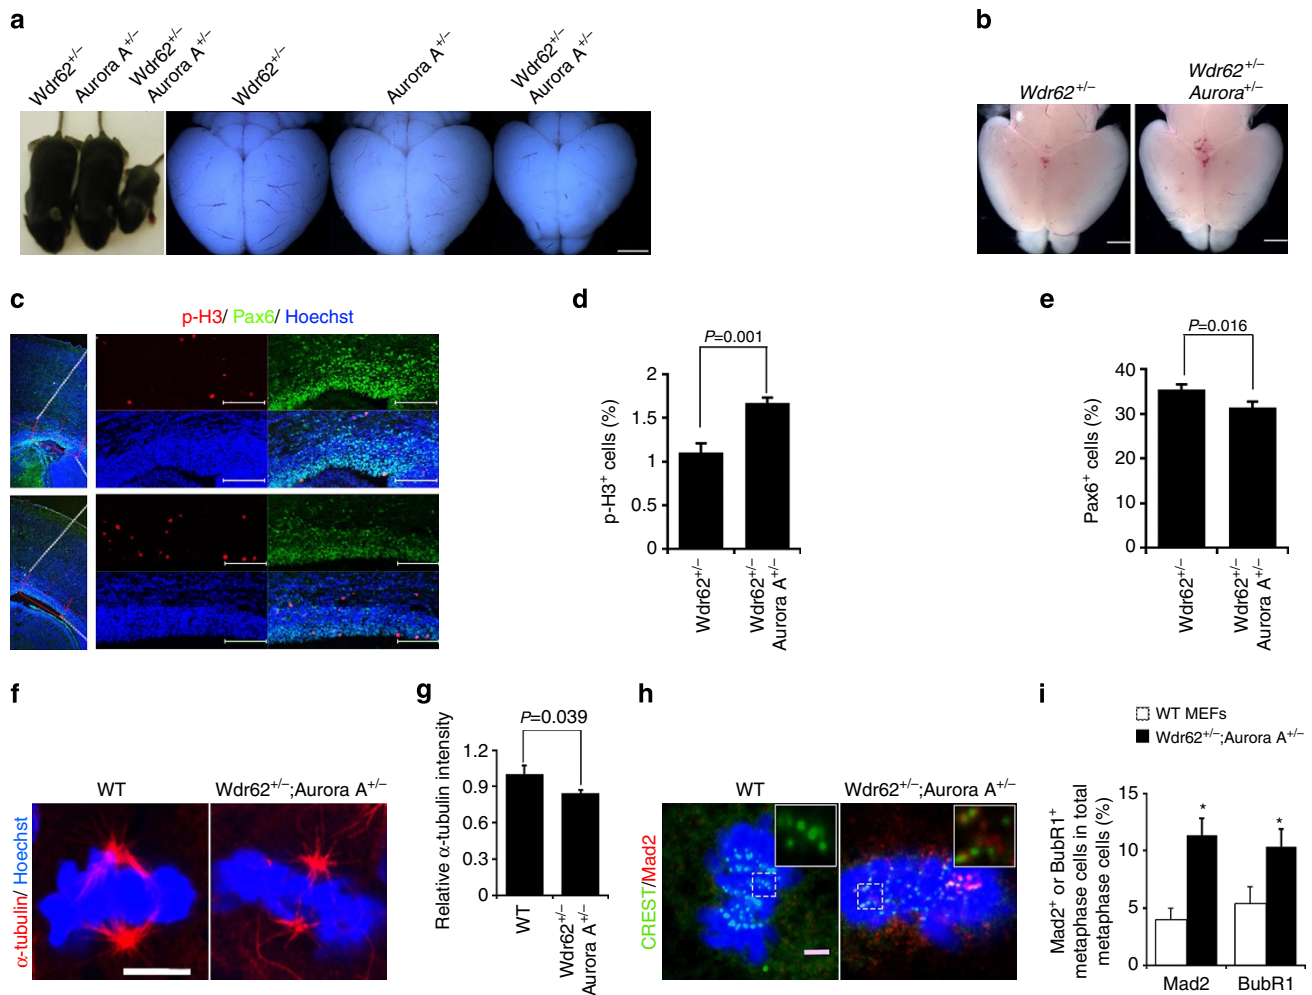 a
Wdr62+/–
Aurora A+/–
Wdr62+/–
Aurora A+/–
Wdr62+/–
Aurora A+/–
Wdr62+/–
Aurora A+/–
b
Wdr62+/–
Wdr62+/–
Aurora+/–
c
p-H3/ Pax6/ Hoechst
d
P=0.001
p-H3+ cells (%)
2
1.5
1
0.5
0
Wdr62+/–
Wdr62+/–
Aurora A+/–
e
P=0.016
Pax6+ cells (%)
40
30
20
10
0
Wdr62+/–
Wdr62+/–
Aurora A+/–
f
WT
Wdr62+/–;Aurora A+/–
α-tubulin/ Hoechst
g
P=0.039
Relative α-tubulin intensity
1.2
0.9
0.6
0.3
0
WT
Wdr62+/–
Aurora A+/–
h
WT
Wdr62+/–;Aurora A+/–
CREST/Mad2
i
WT MEFs
Wdr62+/–;Aurora A+/–
Mad2+ or BubR1+
metaphase cells in total
metaphase cells (%)
15
10
5
0
*
*
Mad2
BubR1